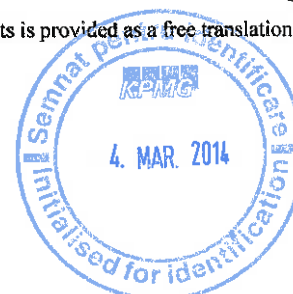 ts is provided as a free translation
Semnat pentru identificare
KPMG
4. MAR. 2014
Initialised for identification